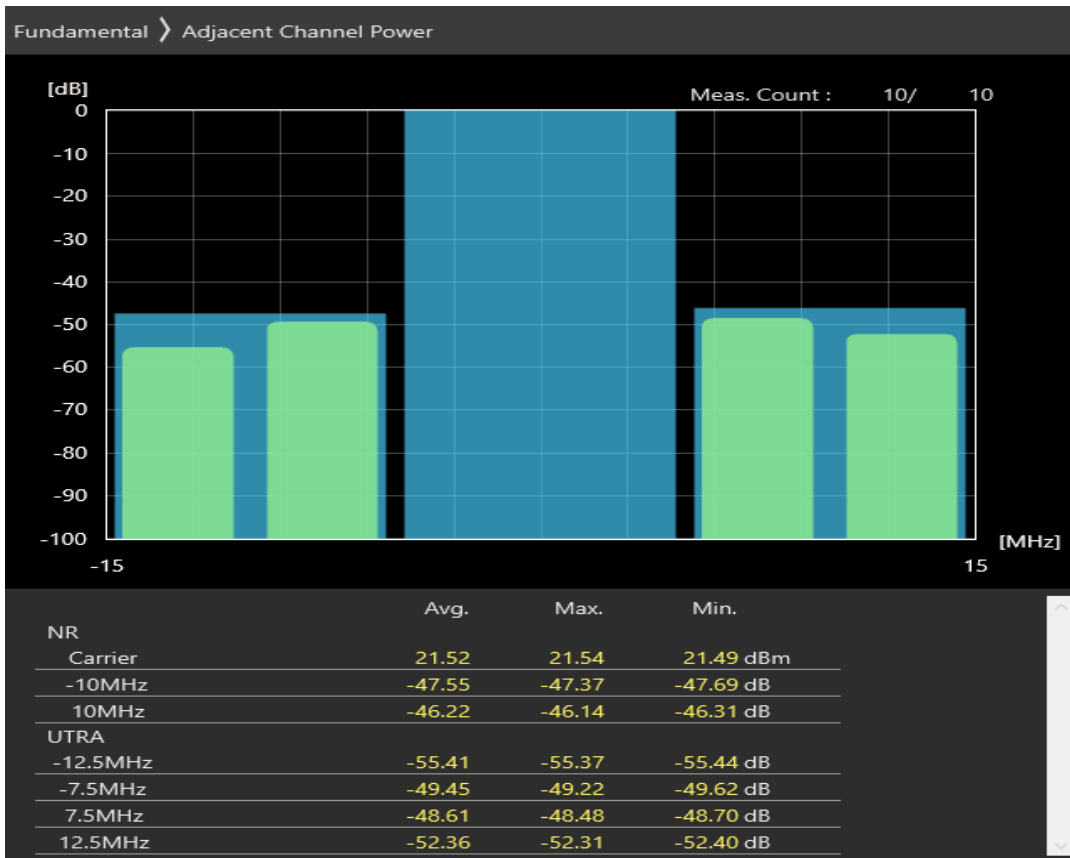 Fundamental 〉 Adjacent Channel Power
[dB]
Meas. Count : 10/ 10
0
-10
-20
-30
-40
-50
-60
-70
-80
-90
-100
[MHz]
-15 15
Avg. Max. Min.
NR
Carrier 21.52 21.54 21.49 dBm
-10MHz -47.55 -47.37 -47.69 dB
10MHz -46.22 -46.14 -46.31 dB
UTRA
-12.5MHz -55.41 -55.37 -55.44 dB
-7.5MHz -49.45 -49.22 -49.62 dB
7.5MHz -48.61 -48.48 -48.70 dB
12.5MHz -52.36 -52.31 -52.40 dB